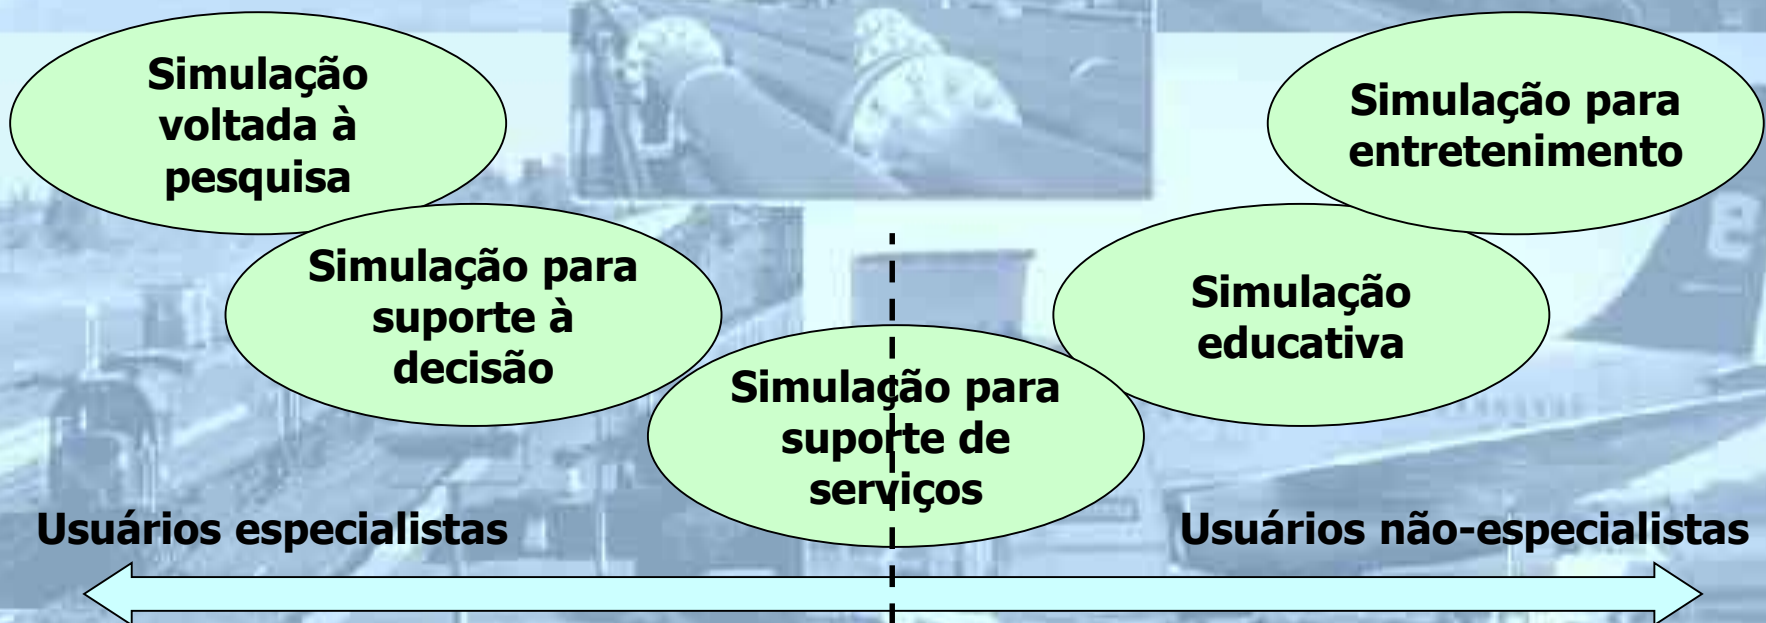 Simulação
voltada à
pesquisa
Simulação para
suporte à
decisão
Simulação para
suporte de
serviços
Simulação
educativa
Simulação para
entretenimento
Usuários especialistas
Usuários não-especialistas